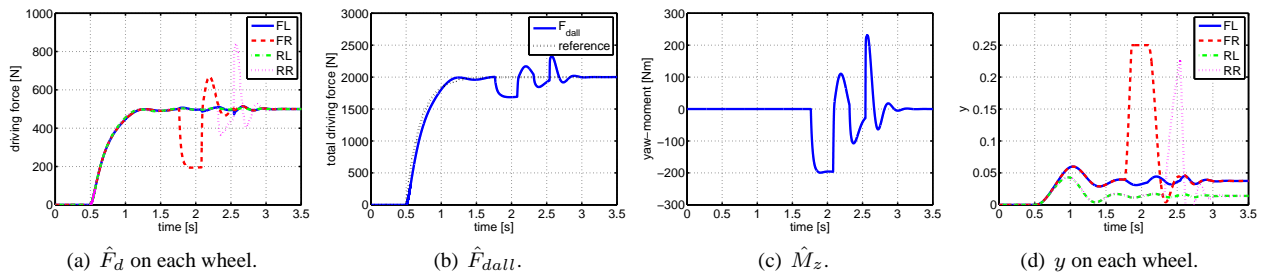 1000
800
600
400
200
0
driving force [N]
0 0.5 1 1.5 2 2.5 3 3.5
time [s]
FL
FR
RL
RR
(a) F̂_d on each wheel.
3000
2500
2000
1500
1000
500
0
total driving force [N]
0 0.5 1 1.5 2 2.5 3 3.5
time [s]
F_dall
reference
(b) F̂_dall.
300
200
100
0
−100
−200
−300
yaw−moment [Nm]
0 0.5 1 1.5 2 2.5 3 3.5
time [s]
(c) M̂_z.
0.25
0.2
0.15
0.1
0.05
0
y
0 0.5 1 1.5 2 2.5 3 3.5
time [s]
FL
FR
RL
RR
(d) y on each wheel.